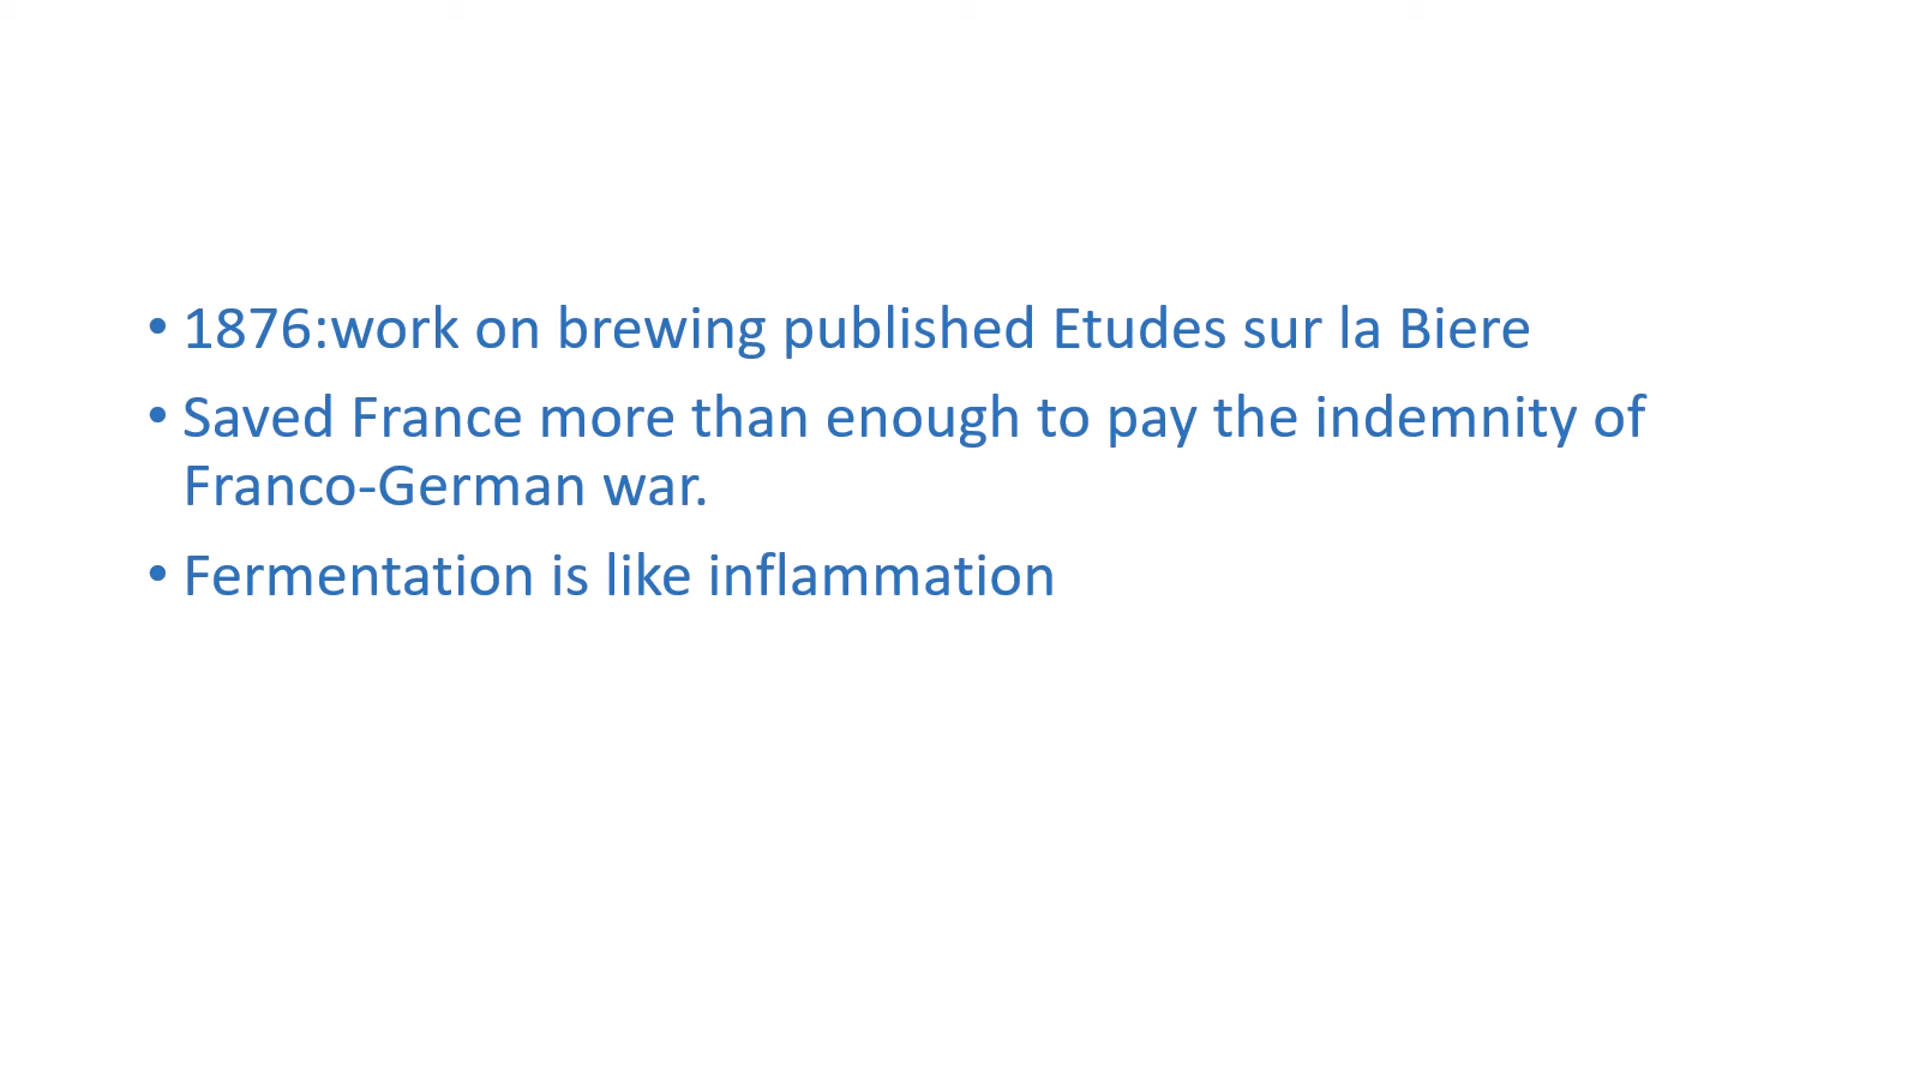 • 1876:work on brewing published Etudes sur la Biere
• Saved France more than enough to pay the indemnity of
Franco-German war.
• Fermentation is like inflammation